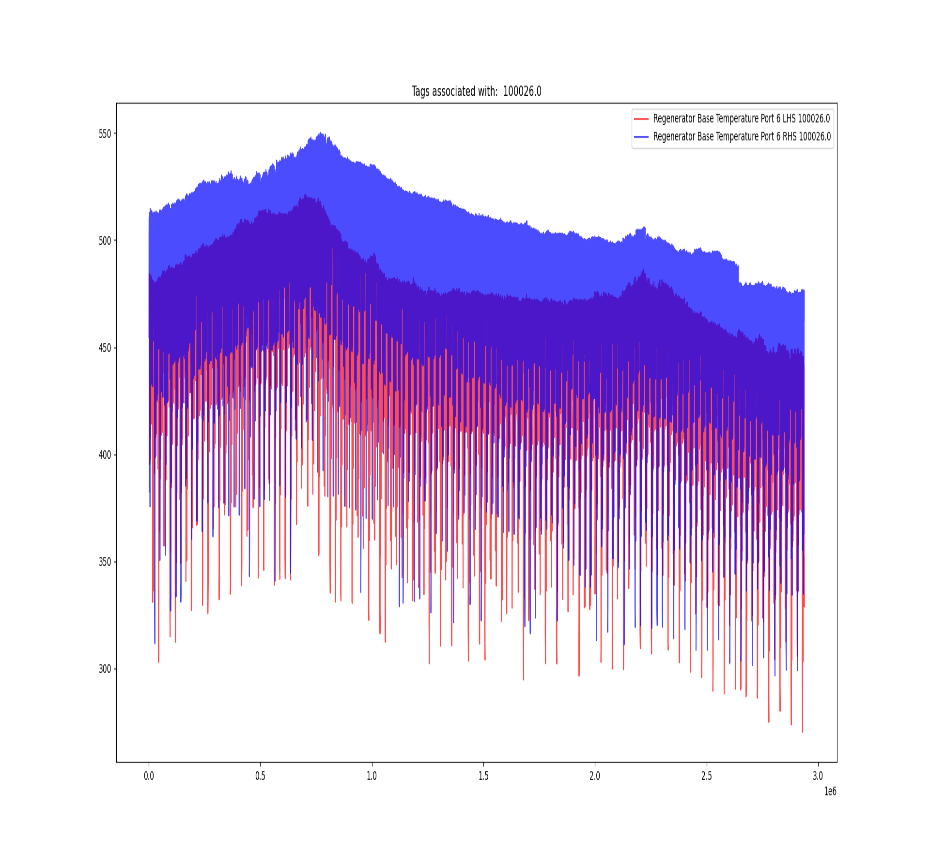 Tags associated with: 100026.0
Regenerator Base Temperature Port 6 LHS 100026.0
Regenerator Base Temperature Port 6 RHS 100026.0
550
500
450
400
350
300
0.0 0.5 1.0 1.5 2.0 2.5 3.0
1e6